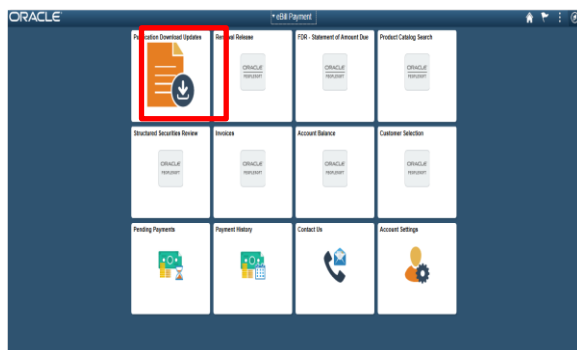 ORACLE
eBill Payment
Publication Download Updates
Removal Release
FDR - Statement of Amount Due
Product Catalog Search
ORACLE
PEOPLESOFT
ORACLE
PEOPLESOFT
ORACLE
PEOPLESOFT
Structured Securities Review
Invoices
Account Balance
Customer Selection
ORACLE
PEOPLESOFT
ORACLE
PEOPLESOFT
ORACLE
PEOPLESOFT
ORACLE
PEOPLESOFT
Pending Payments
Payment History
Contact Us
Account Settings